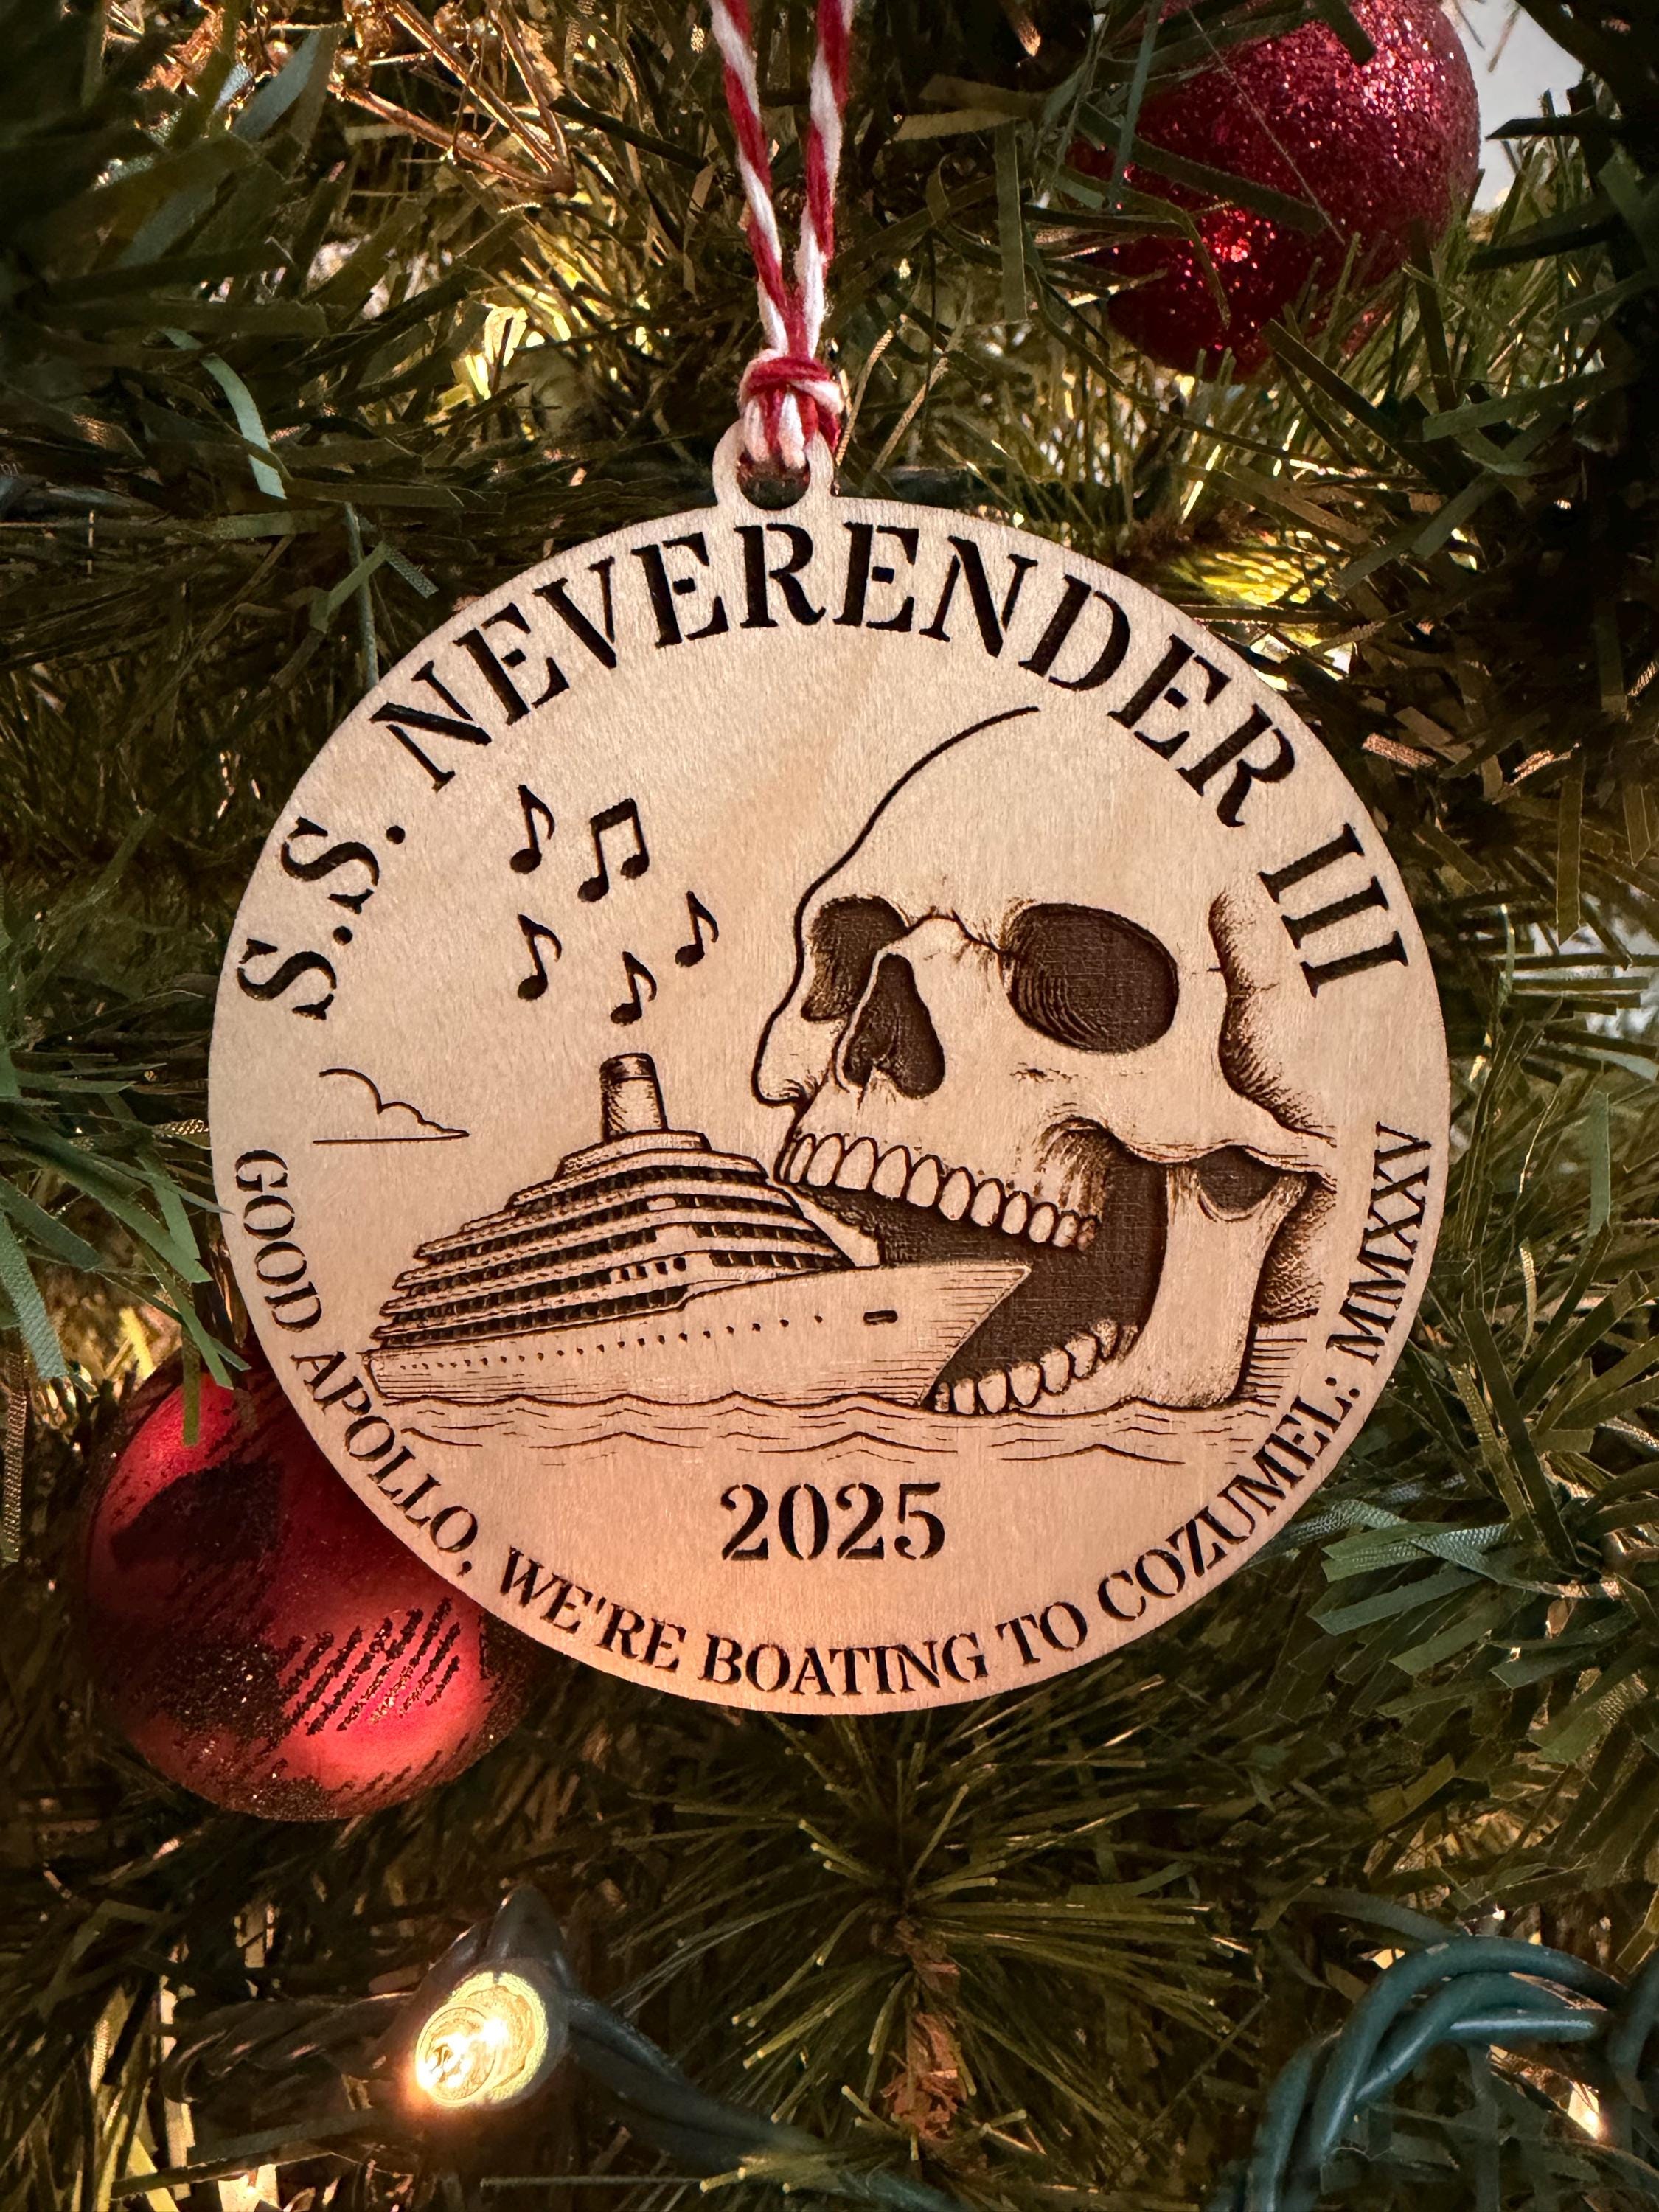 S.S. NEVERENDER III
2025
GOOD APOLLO, WE'RE BOATING TO COZUMEL: MMXXV